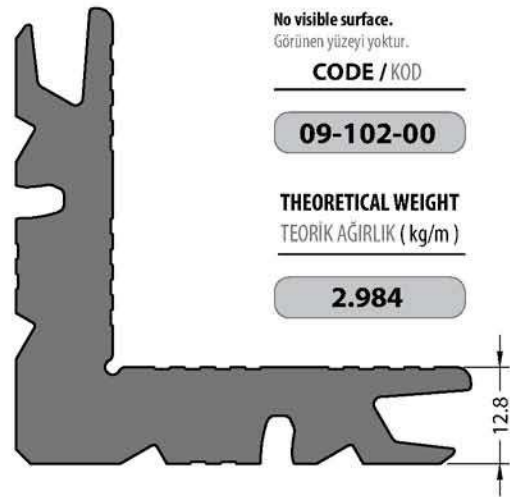 No visible surface.
Görünen yüzeyi yoktur.
CODE / KOD
09-102-00
THEORETICAL WEIGHT
TEORİK AĞIRLIK ( kg/m )
2.984
12.8